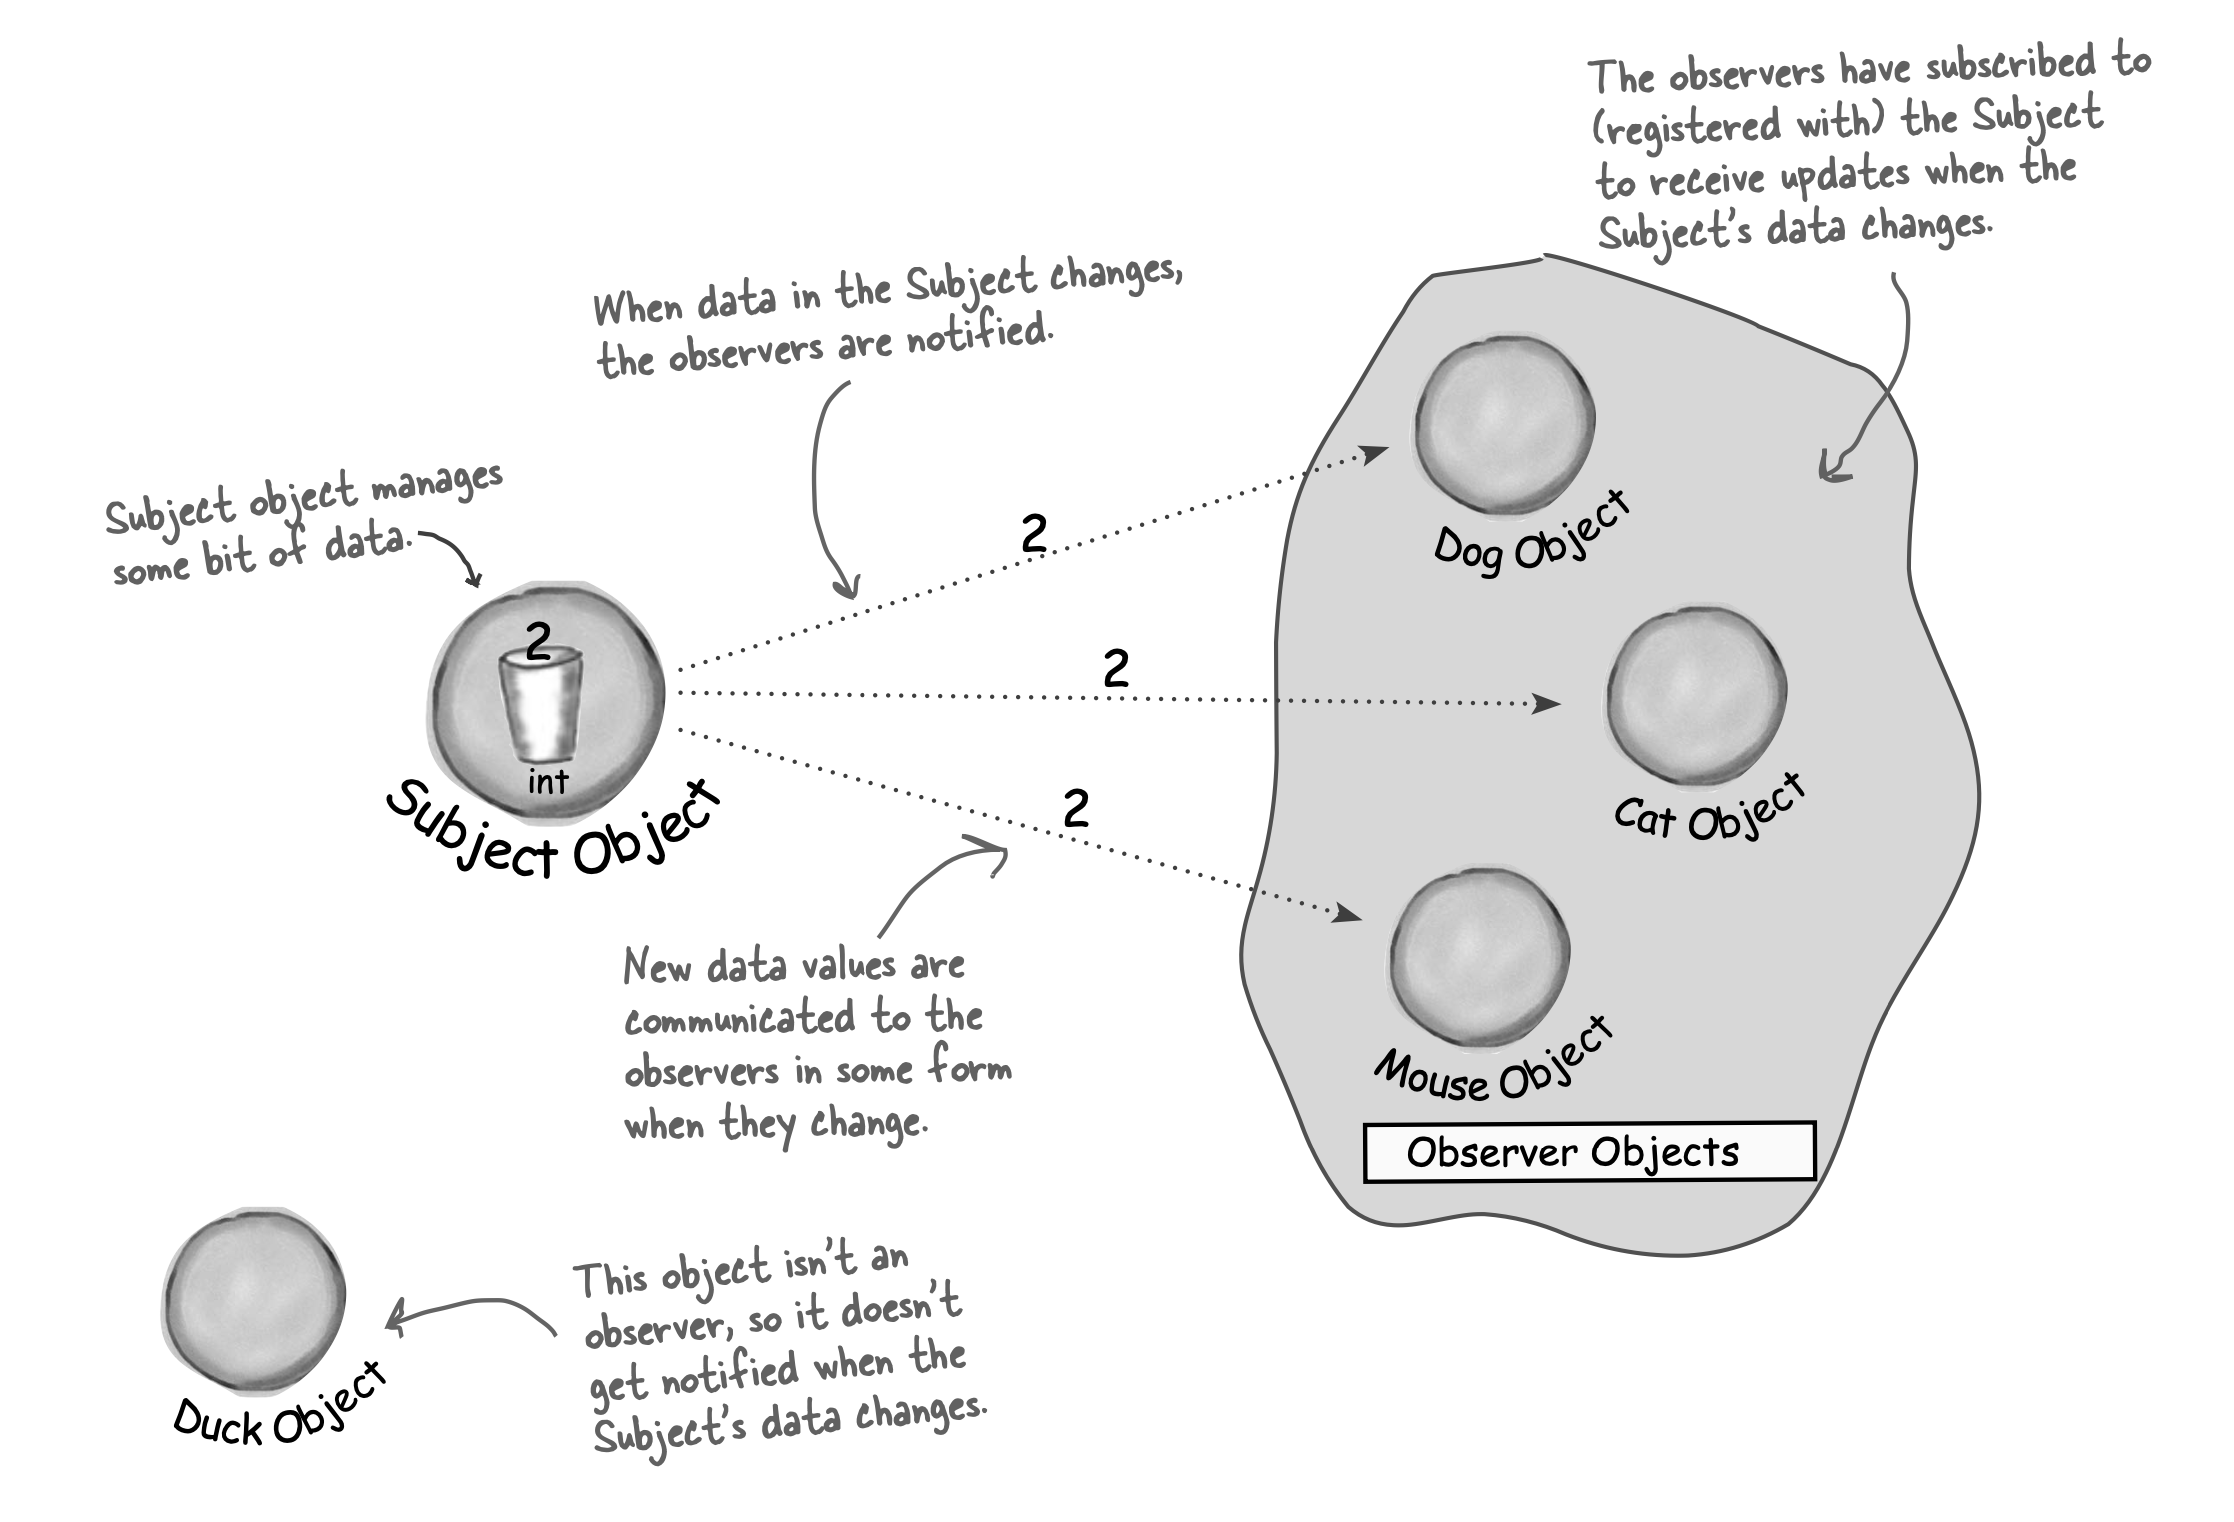 The observers have subscribed to
(registered with) the Subject
to receive updates when the
Subject's data changes.
When data in the Subject changes,
the observers are notified.
Subject object manages
some bit of data.
2
int
Subject Object
2
2
2
Dog Object
Cat Object
Mouse Object
Observer Objects
New data values are
communicated to the
observers in some form
when they change.
Duck Object
This object isn't an
observer, so it doesn't
get notified when the
Subject's data changes.